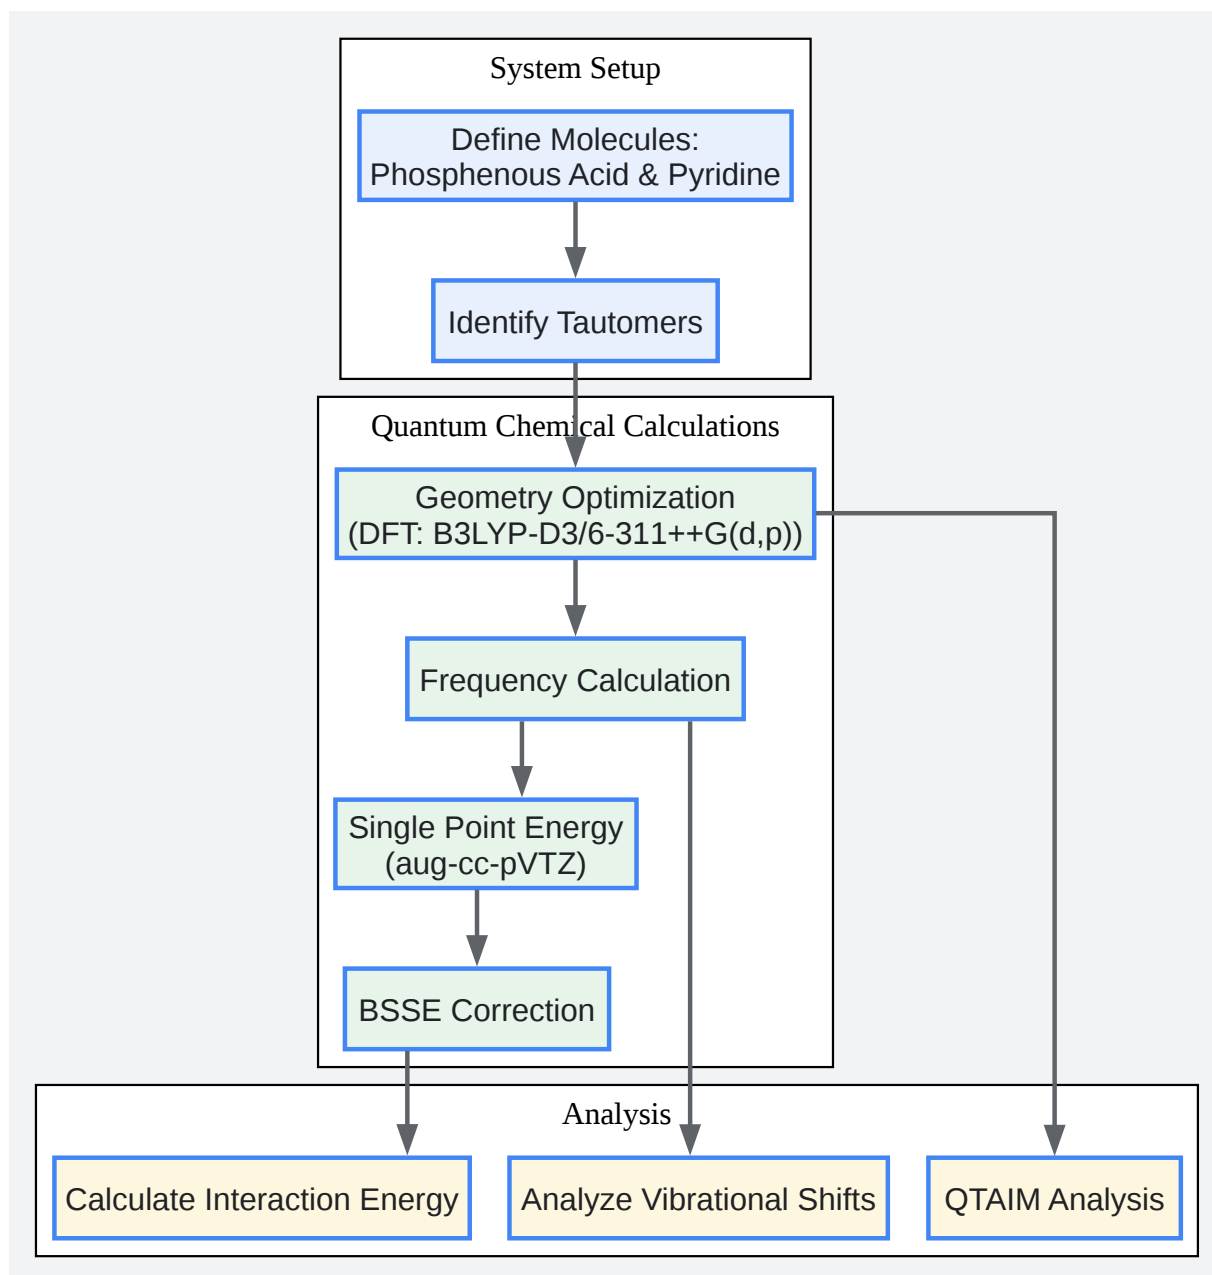 System Setup
Define Molecules:
Phosphenous Acid & Pyridine
Identify Tautomers
Quantum Chemical Calculations
Geometry Optimization
(DFT: B3LYP-D3/6-311++G(d,p))
Frequency Calculation
Single Point Energy
(aug-cc-pVTZ)
BSSE Correction
Analysis
Calculate Interaction Energy
Analyze Vibrational Shifts
QTAIM Analysis